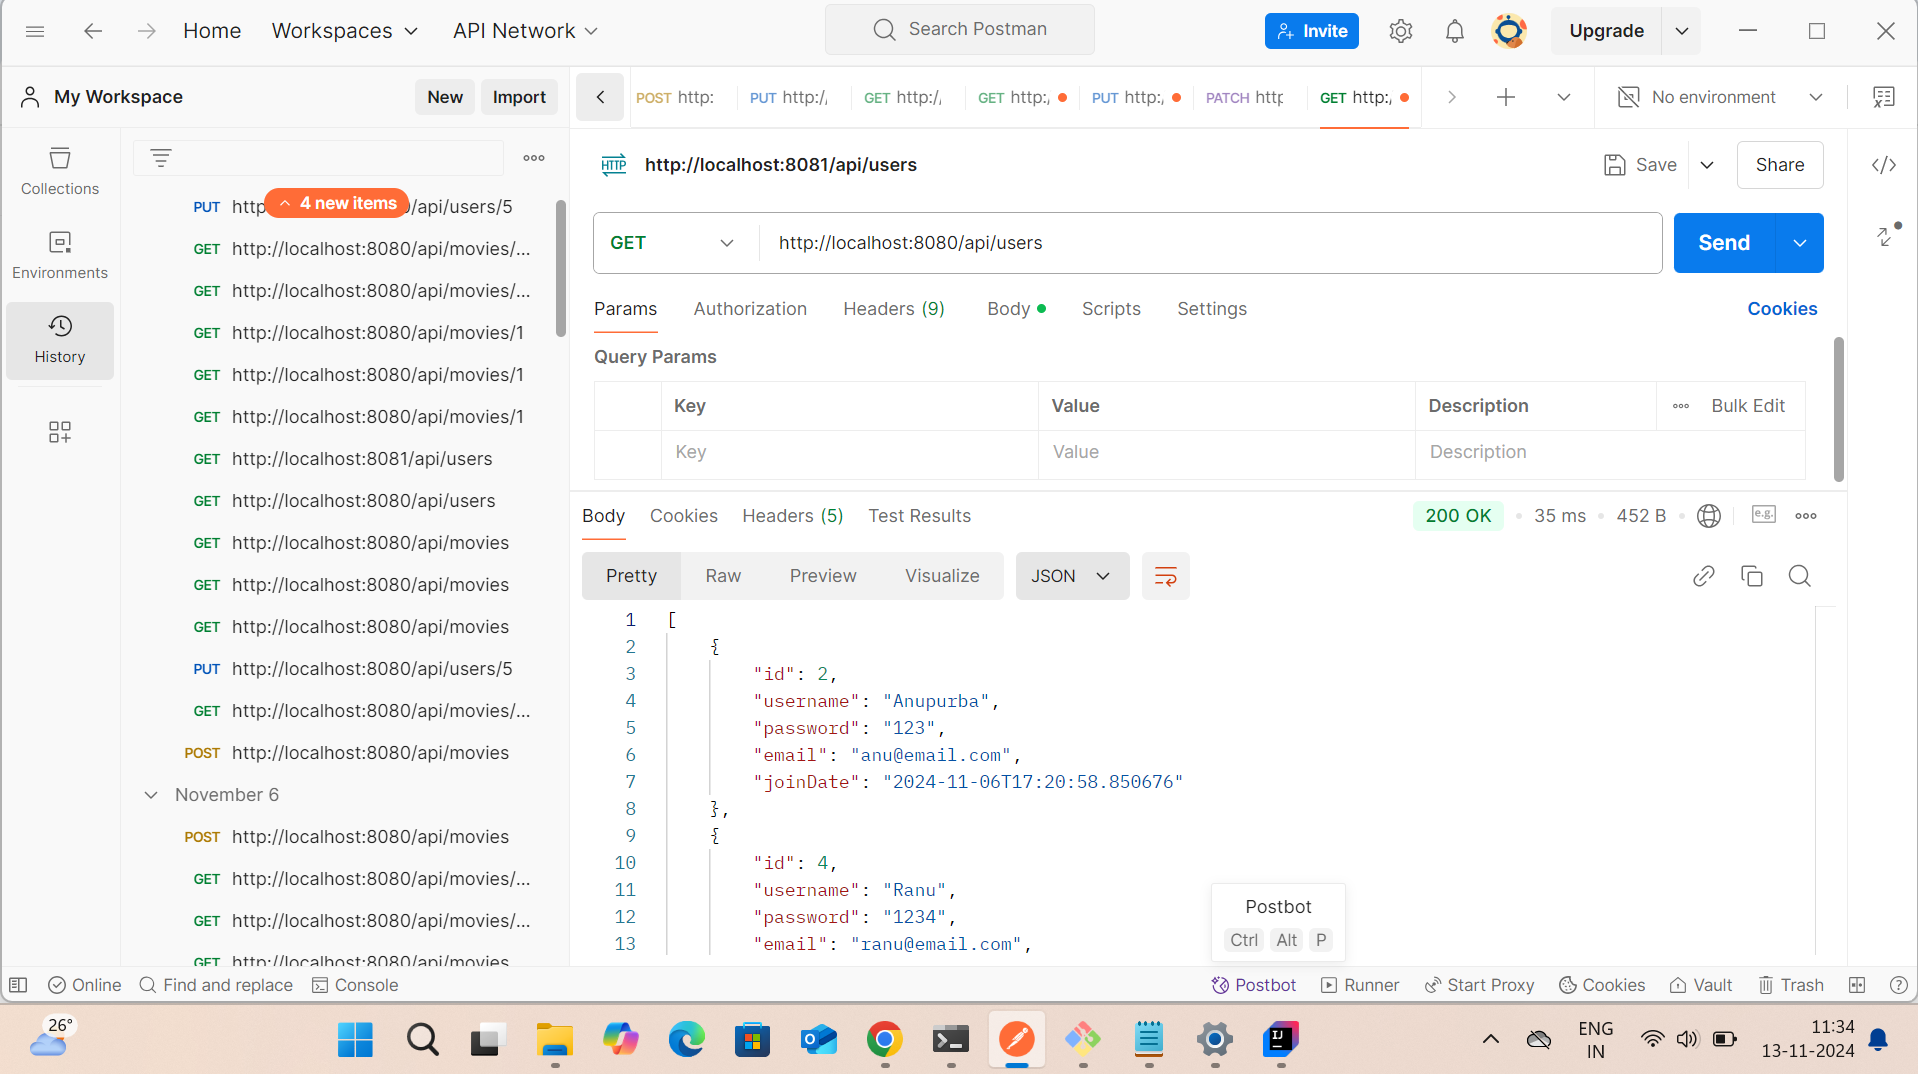 Home
Workspaces
API Network
Search Postman
Invite
Upgrade
My Workspace
New
Import
POST http:
PUT http:/
GET http:/
GET http:/
PUT http:/
PATCH http
GET http:/
No environment
Collections
Environments
History
4 new items
PUT http /api/users/5
GET http://localhost:8080/api/movies/...
GET http://localhost:8080/api/movies/...
GET http://localhost:8080/api/movies/1
GET http://localhost:8080/api/movies/1
GET http://localhost:8080/api/movies/1
GET http://localhost:8081/api/users
GET http://localhost:8080/api/users
GET http://localhost:8080/api/movies
GET http://localhost:8080/api/movies
GET http://localhost:8080/api/movies
PUT http://localhost:8080/api/users/5
GET http://localhost:8080/api/movies/...
POST http://localhost:8080/api/movies
November 6
POST http://localhost:8080/api/movies
GET http://localhost:8080/api/movies/...
GET http://localhost:8080/api/movies/...
GET http://localhost:8080/api/movies
HTTP http://localhost:8081/api/users
Save
Share
GET http://localhost:8080/api/users
Send
Params Authorization Headers (9) Body Scripts Settings Cookies
Query Params
Key Value Description Bulk Edit
Key Value Description
Body Cookies Headers (5) Test Results 200 OK 35 ms 452 B e.g.
Pretty Raw Preview Visualize JSON
1 [
2 {
3 "id": 2,
4 "username": "Anupurba",
5 "password": "123",
6 "email": "anu@email.com",
7 "joinDate": "2024-11-06T17:20:58.850676"
8 },
9 {
10 "id": 4,
11 "username": "Ranu",
12 "password": "1234",
13 "email": "ranu@email.com",
Postbot
Ctrl Alt P
Online Find and replace Console Postbot Runner Start Proxy Cookies Vault Trash
26°
ENG
IN
11:34
13-11-2024